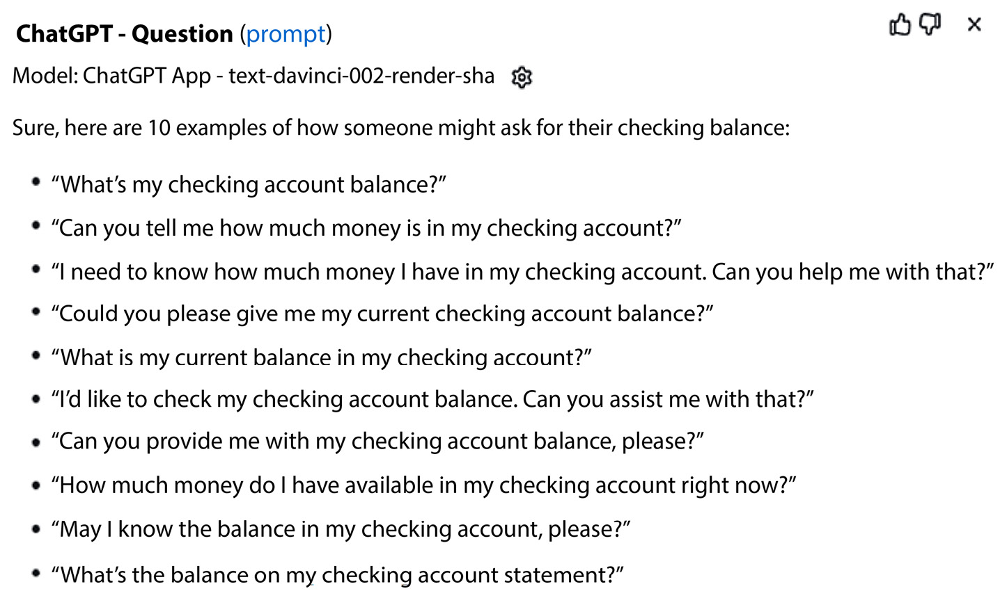 ChatGPT - Question (prompt)
Model: ChatGPT App - text-davinci-002-render-sha
Sure, here are 10 examples of how someone might ask for their checking balance:
• “What’s my checking account balance?”
• “Can you tell me how much money is in my checking account?”
• “I need to know how much money I have in my checking account. Can you help me with that?”
• “Could you please give me my current checking account balance?”
• “What is my current balance in my checking account?”
• “I’d like to check my checking account balance. Can you assist me with that?”
• “Can you provide me with my checking account balance, please?”
• “How much money do I have available in my checking account right now?”
• “May I know the balance in my checking account, please?”
• “What’s the balance on my checking account statement?”